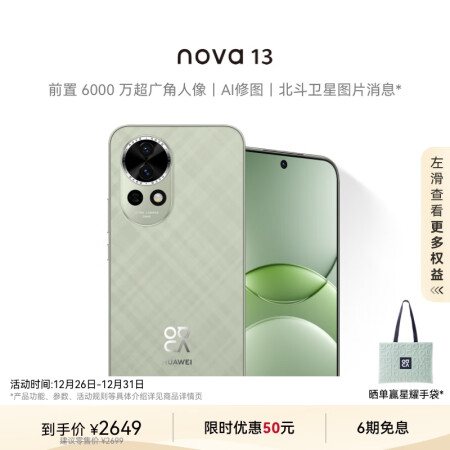 nova 13
前置 6000 万超广角人像丨AI修图丨北斗卫星图片消息*
左滑查看更多权益
HUAWEI
活动时间:12月26日-12月31日
*产品功能、参数、活动规则等具体介绍详见商品详情页
晒单赢星耀手袋*
到手价 ¥2649
建议零售价 ¥2699
限时优惠50元
6期免息